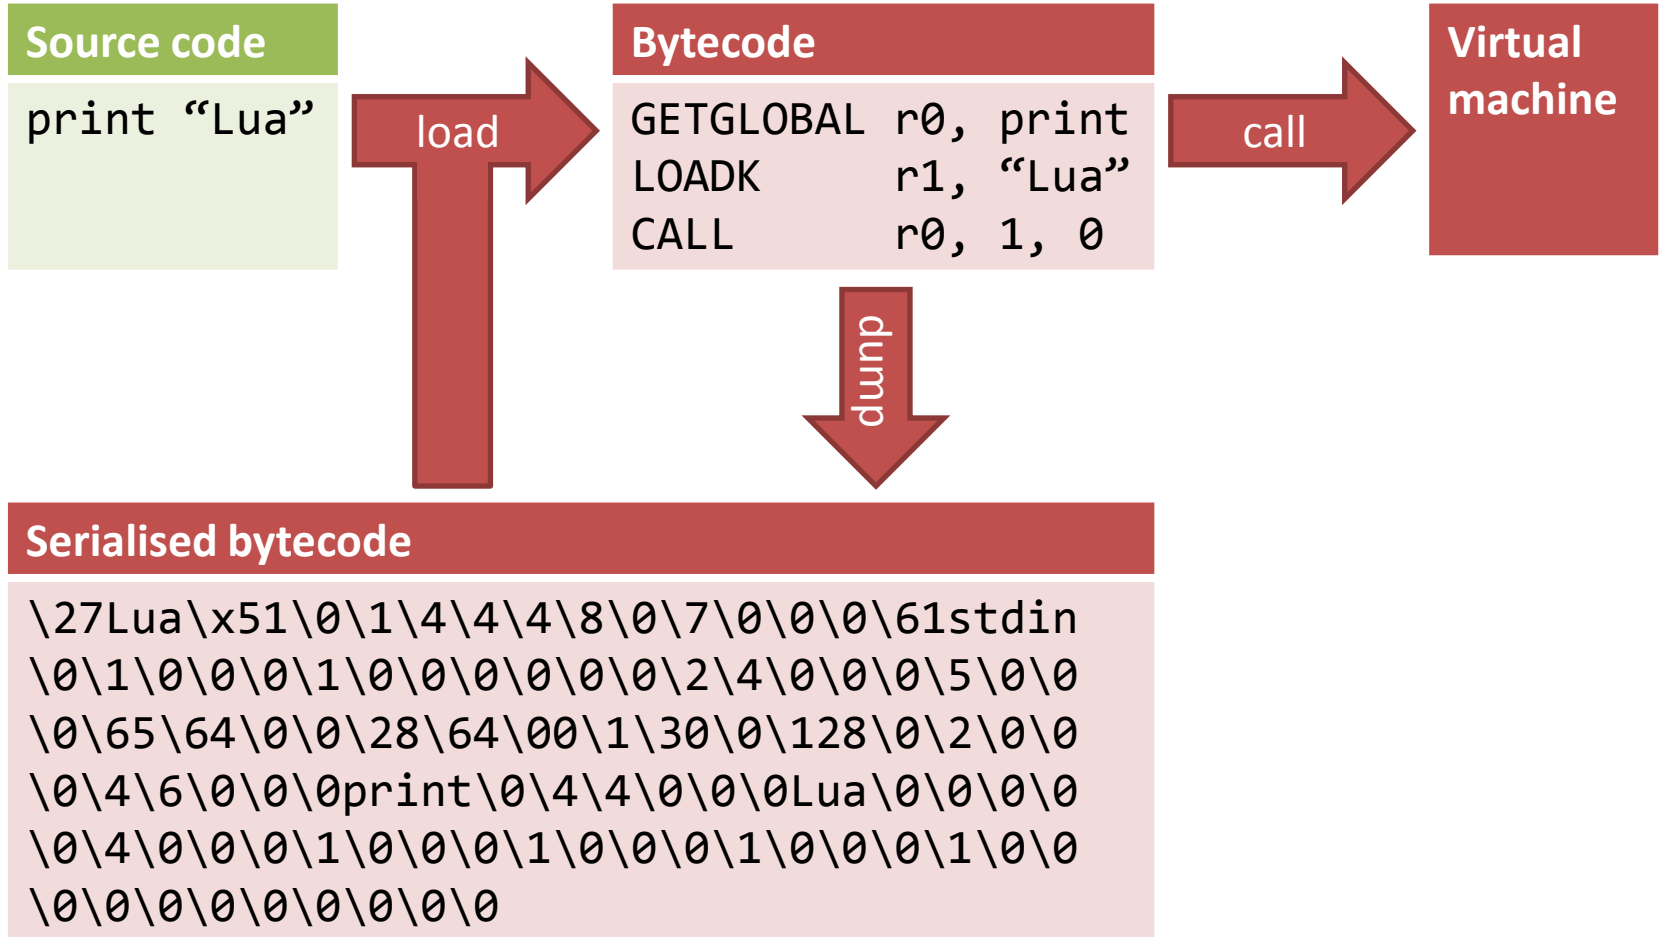 Source code
print “Lua”
load
Bytecode
GETGLOBAL r0, print
LOADK     r1, “Lua”
CALL      r0, 1, 0
call
Virtual
machine
dump
Serialised bytecode
\27Lua\x51\0\1\4\4\4\8\0\7\0\0\0\61stdin
\0\1\0\0\0\1\0\0\0\0\0\0\2\4\0\0\0\5\0\0
\0\65\64\0\0\28\64\00\1\30\0\128\0\2\0\0
\0\4\6\0\0\0print\0\4\4\0\0\0Lua\0\0\0\0
\0\4\0\0\0\1\0\0\0\1\0\0\0\1\0\0\0\1\0\0
\0\0\0\0\0\0\0\0\0